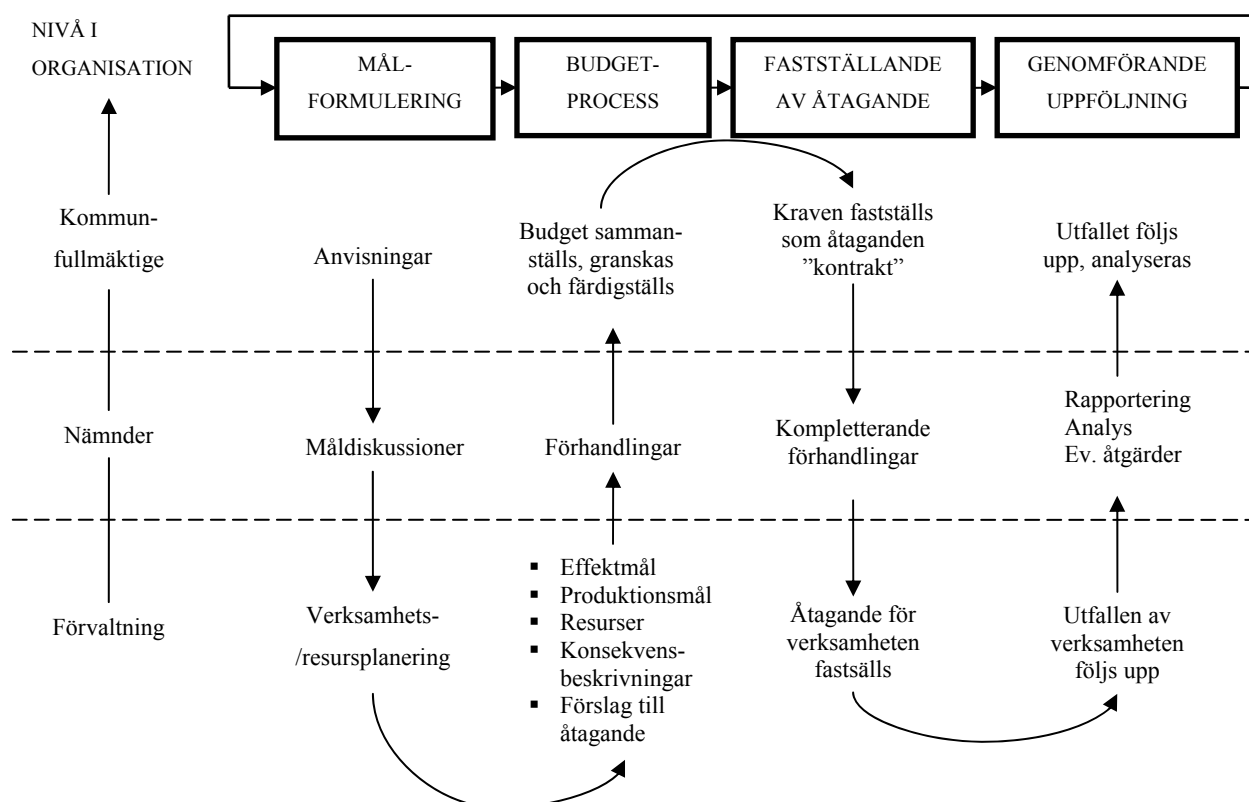 NIVÅ I
ORGANISATION
MÅL-
FORMULERING
BUDGET-
PROCESS
FASTSTÄLLANDE
AV ÅTAGANDE
GENOMFÖRANDE
UPPFÖLJNING
Kommun-
fullmäktige
Anvisningar
Budget samman-
ställs, granskas
och färdigställs
Kraven fastställs
som åtaganden
”kontrakt”
Utfallet följs
upp, analyseras
Nämnder
Måldiskussioner
Förhandlingar
Kompletterande
förhandlingar
Rapportering
Analys
Ev. åtgärder
Förvaltning
Verksamhets-
/resursplanering
▪ Effektmål
▪ Produktionsmål
▪ Resurser
▪ Konsekvens-
beskrivningar
▪ Förslag till
åtagande
Åtagande för
verksamheten
fastsälls
Utfallen av
verksamheten
följs upp